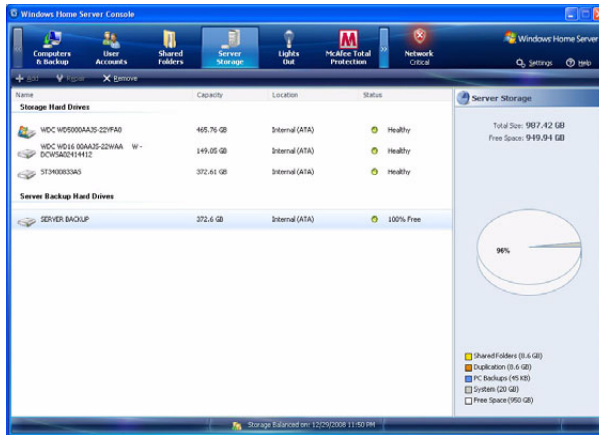 Windows Home Server Console
Computers & Backup
User Accounts
Shared Folders
Server Storage
Lights Out
McAfee Total Protection
Network Critical
Windows Home Server
Settings
Help
Add
Repair
Remove
Name Capacity Location Status
Storage Hard Drives
WDC WD5000AAJS-22YFA0 465.76 GB Internal (ATA) Healthy
WDC WD16 00AAJS-22WAA W -
DCWSA02414412 149.05 GB Internal (ATA) Healthy
ST3400833AS 372.61 GB Internal (ATA) Healthy
Server Backup Hard Drives
SERVER BACKUP 372.6 GB Internal (ATA) 100% Free
Server Storage
Total Size: 987.42 GB
Free Space: 949.94 GB
96%
Shared Folders (8.6 GB)
Duplication (8.6 GB)
PC Backups (45 KB)
System (20 GB)
Free Space (950 GB)
Storage Balanced on: 12/29/2008 11:50 PM